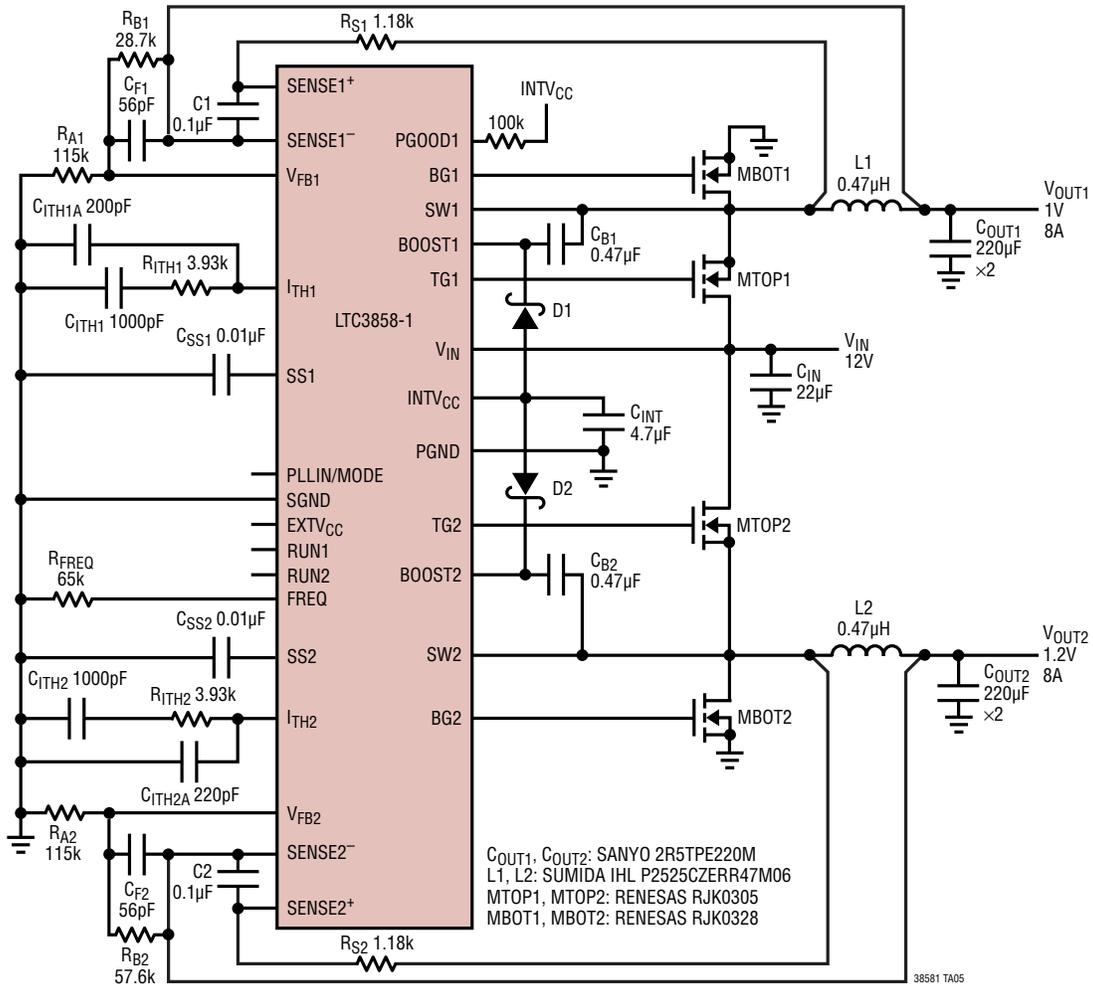 RB1
28.7k
RS1 1.18k
CF1
56pF
C1
0.1µF
SENSE1+
INTVCC
100k
RA1
115k
SENSE1–
PGOOD1
MBOT1
L1
0.47µH
VFB1
BG1
VOUT1
1V
8A
CITH1A 200pF
SW1
COUT1
220µF
×2
BOOST1
CB1
0.47µF
RITH1 3.93k
ITH1
TG1
MTOP1
CITH1 1000pF
D1
LTC3858-1
CSS1 0.01µF
VIN
VIN
12V
SS1
CIN
22µF
INTVCC
CINT
4.7µF
PGND
PLLIN/MODE
D2
SGND
EXTVCC
TG2
MTOP2
RUN1
RFREQ
65k
RUN2
BOOST2
CB2
0.47µF
FREQ
CSS2 0.01µF
L2
0.47µH
SS2
SW2
VOUT2
1.2V
8A
CITH2 1000pF
RITH2 3.93k
COUT2
220µF
×2
ITH2
BG2
MBOT2
CITH2A 220pF
VFB2
RA2
115k
SENSE2–
C2
0.1µF
CF2
56pF
SENSE2+
RB2
57.6k
RS2 1.18k
COUT1, COUT2: SANYO 2R5TPE220M
L1, L2: SUMIDA IHL P2525CZERR47M06
MTOP1, MTOP2: RENESAS RJK0305
MBOT1, MBOT2: RENESAS RJK0328
38581 TA05